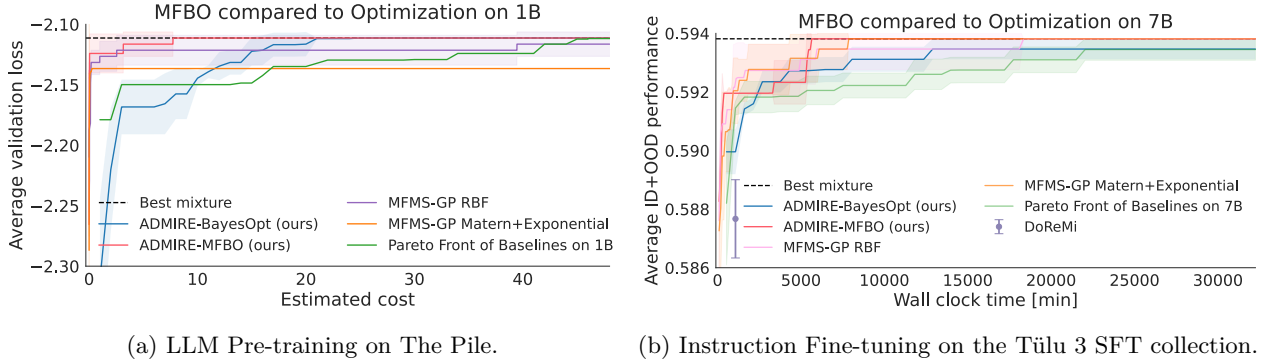 MFBO compared to Optimization on 1B
Average validation loss
−2.10
−2.15
−2.20
−2.25
−2.30
0
10
20
30
40
Estimated cost
Best mixture
ADMIRE-BayesOpt (ours)
ADMIRE-MFBO (ours)
MFMS-GP RBF
MFMS-GP Matern+Exponential
Pareto Front of Baselines on 1B
(a) LLM Pre-training on The Pile.
MFBO compared to Optimization on 7B
Average ID+OOD performance
0.594
0.592
0.590
0.588
0.586
0
5000
10000
15000
20000
25000
30000
Wall clock time [min]
Best mixture
ADMIRE-BayesOpt (ours)
ADMIRE-MFBO (ours)
MFMS-GP RBF
MFMS-GP Matern+Exponential
Pareto Front of Baselines on 7B
DoReMi
(b) Instruction Fine-tuning on the Tülu 3 SFT collection.